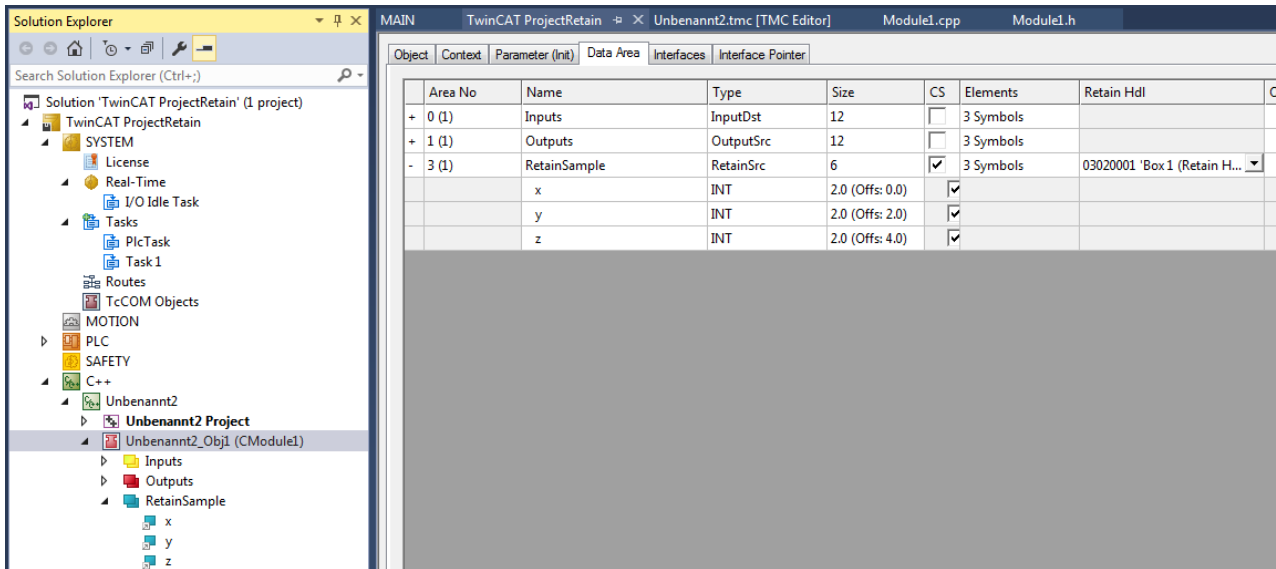 Solution Explorer
Search Solution Explorer (Ctrl+;)
Solution 'TwinCAT ProjectRetain' (1 project)
TwinCAT ProjectRetain
SYSTEM
License
Real-Time
I/O Idle Task
Tasks
PlcTask
Task 1
Routes
TcCOM Objects
MOTION
PLC
SAFETY
C++
Unbenannt2
Unbenannt2 Project
Unbenannt2_Obj1 (CModule1)
Inputs
Outputs
RetainSample
x
y
z
MAIN TwinCAT ProjectRetain Unbenannt2.tmc [TMC Editor] Module1.cpp Module1.h
Object Context Parameter (Init) Data Area Interfaces Interface Pointer
Area No Name Type Size CS Elements Retain Hdl
+ 0 (1) Inputs InputDst 12 3 Symbols
+ 1 (1) Outputs OutputSrc 12 3 Symbols
- 3 (1) RetainSample RetainSrc 6 3 Symbols 03020001 'Box 1 (Retain H...
x INT 2.0 (Offs: 0.0)
y INT 2.0 (Offs: 2.0)
z INT 2.0 (Offs: 4.0)